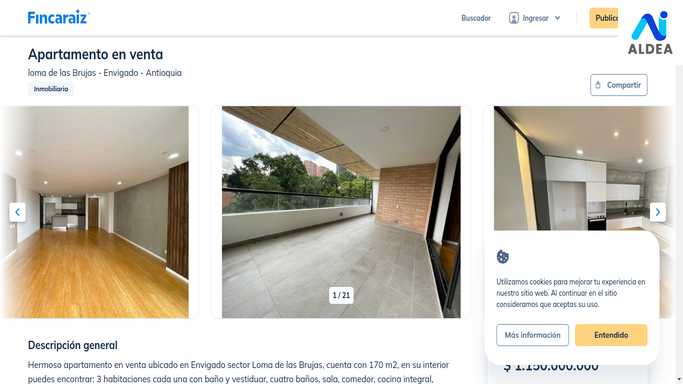 Fincaraiz
Buscador
Ingresar
Publica
ALDEA
Apartamento en venta
loma de las Brujas - Envigado - Antioquia
Inmobiliario
Compartir
1 / 21
Utilizamos cookies para mejorar tu experiencia en
nuestro sitio web. Al continuar en el sitio
consideramos que aceptas su uso.
Más información
Entendido
Descripción general
$ 1.150.000.000
Hermoso apartamento en venta ubicado en Envigado sector Loma de las Brujas, cuenta con 170 m2, en su interior
puedes encontrar: 3 habitaciones cada una con baño y vestiduar, cuatro baños, sala, comedor, cocina integral,